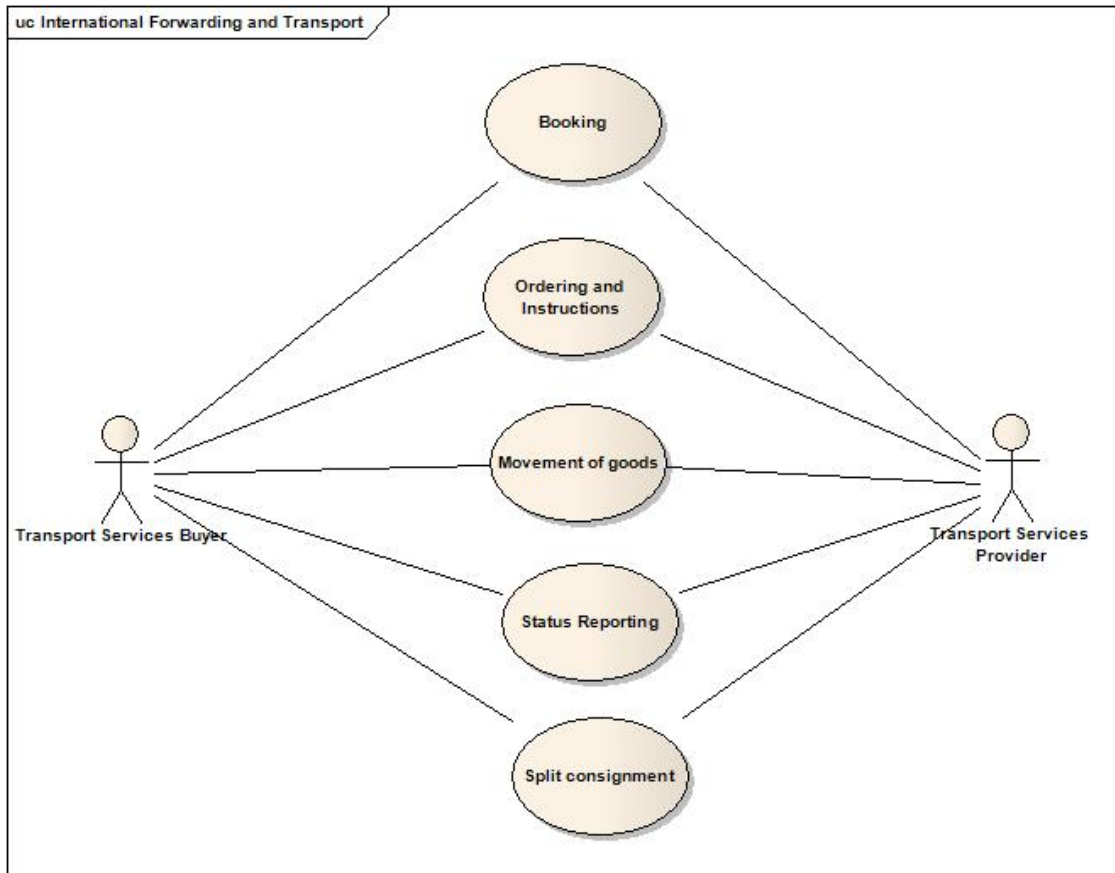 uc International Forwarding and Transport
Booking
Ordering and
Instructions
Movement of goods
Transport Services Buyer
Transport Services
Provider
Status Reporting
Split consignment